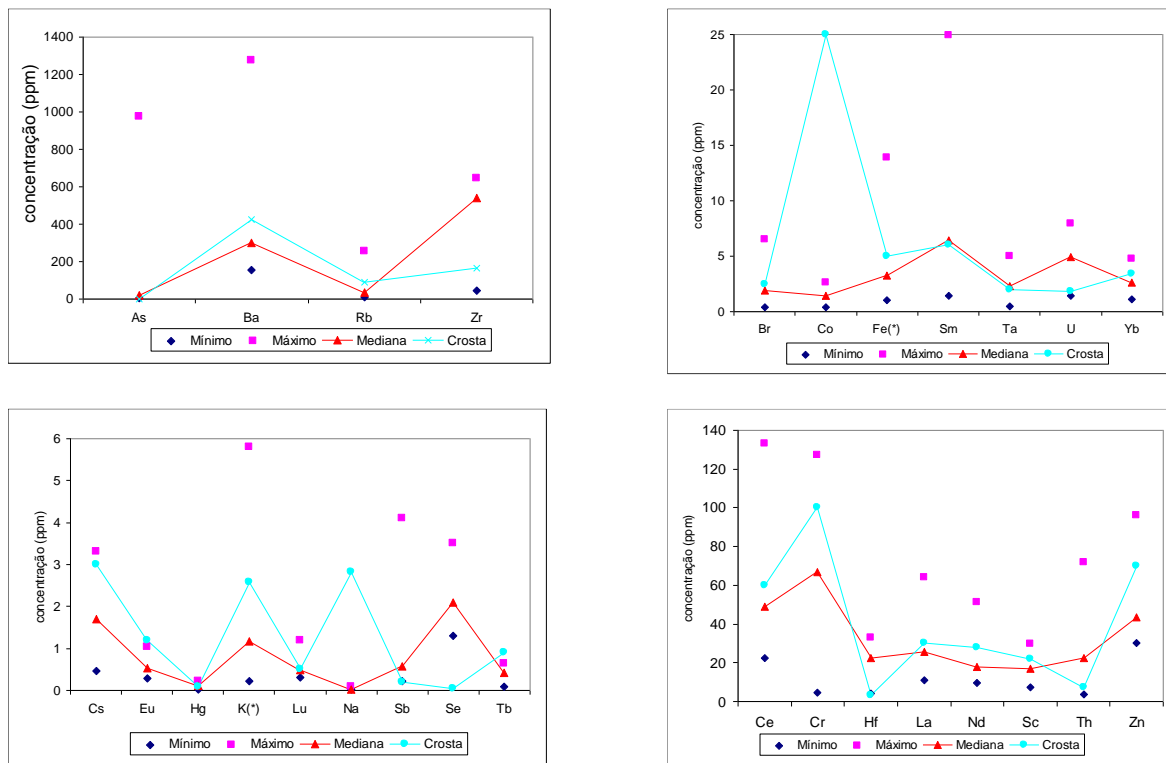 concentração (ppm)
1400
1200
1000
800
600
400
200
0
As Ba Rb Zr
Mínimo Máximo Mediana Crosta
concentração (ppm)
25
20
15
10
5
0
Br Co Fe(*) Sm Ta U Yb
Mínimo Máximo Mediana Crosta
concentração (ppm)
6
5
4
3
2
1
0
Cs Eu Hg K(*) Lu Na Sb Se Tb
Mínimo Máximo Mediana Crosta
concentração (ppm)
140
120
100
80
60
40
20
0
Ce Cr Hf La Nd Sc Th Zn
Mínimo Máximo Mediana Crosta